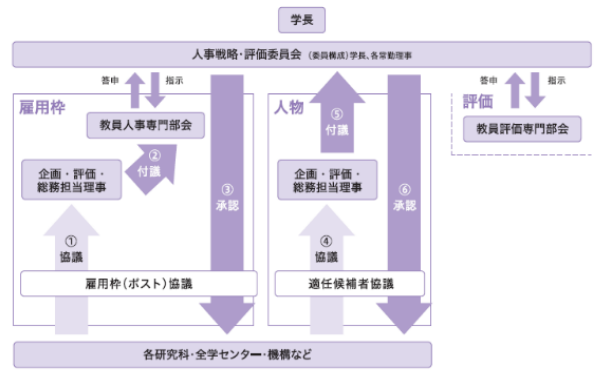 学長
人事戦略・評価委員会 (委員構成)学長、各常勤理事
答申 指示
答申 指示
雇用枠
人物
評価
教員人事専門部会
⑤
付議
教員評価専門部会
②
付議
企画・評価・
総務担当理事
③
承認
企画・評価・
総務担当理事
⑥
承認
①
協議
④
協議
雇用枠(ポスト)協議
適任候補者協議
各研究科・全学センター・機構など